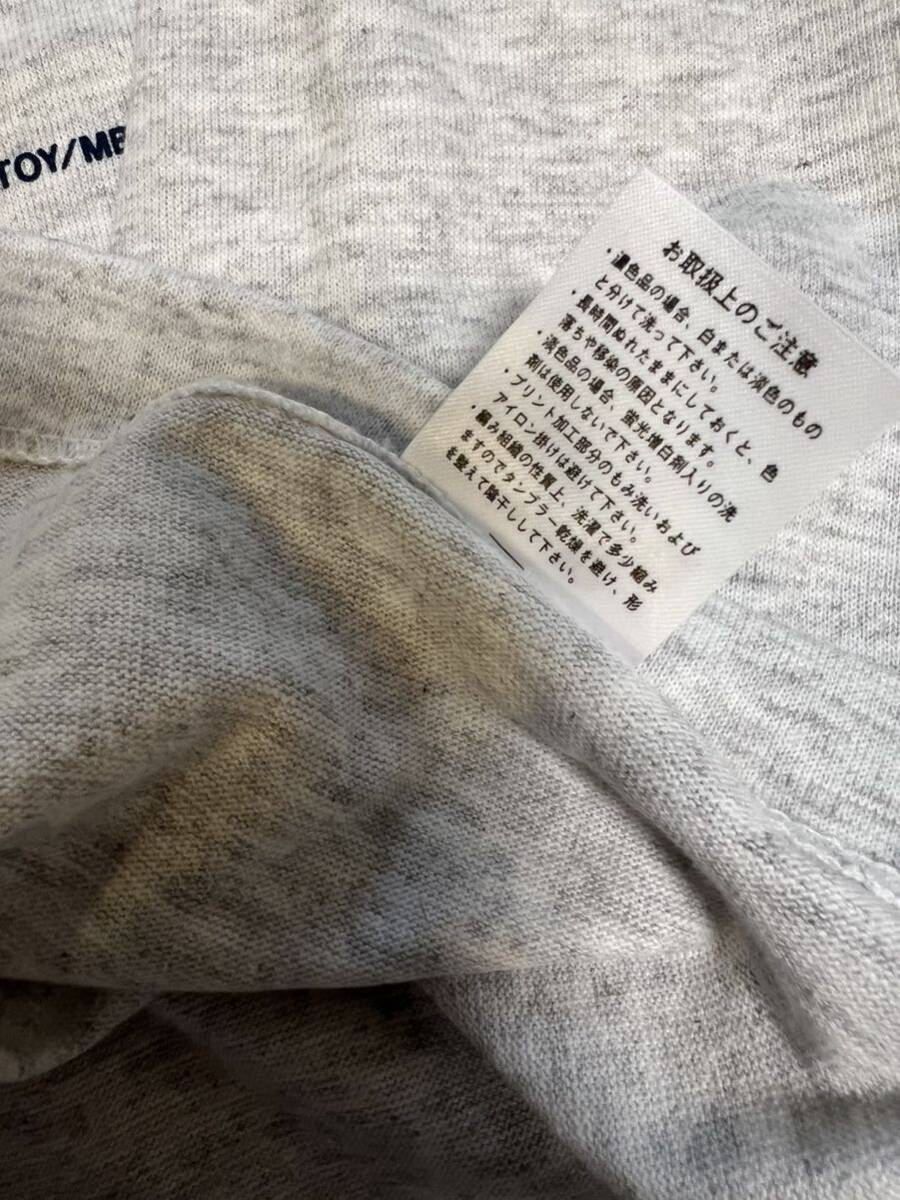 TOY/ME
お取扱上のご注意
・濃色品の場合、白または淡色のもの
と分けて洗って下さい。
・長時間ぬれたままにしておくと、色
落ちや移染の原因となります。
・淡色品の場合、蛍光増白剤入りの洗
剤は使用しないで下さい。
・プリント加工部分のもみ洗いおよび
アイロン掛けは避けて下さい。
・編み組織の性質上、洗濯で多少縮み
ますのでタンブラー乾燥を避け、形
を整えて陰干しして下さい。